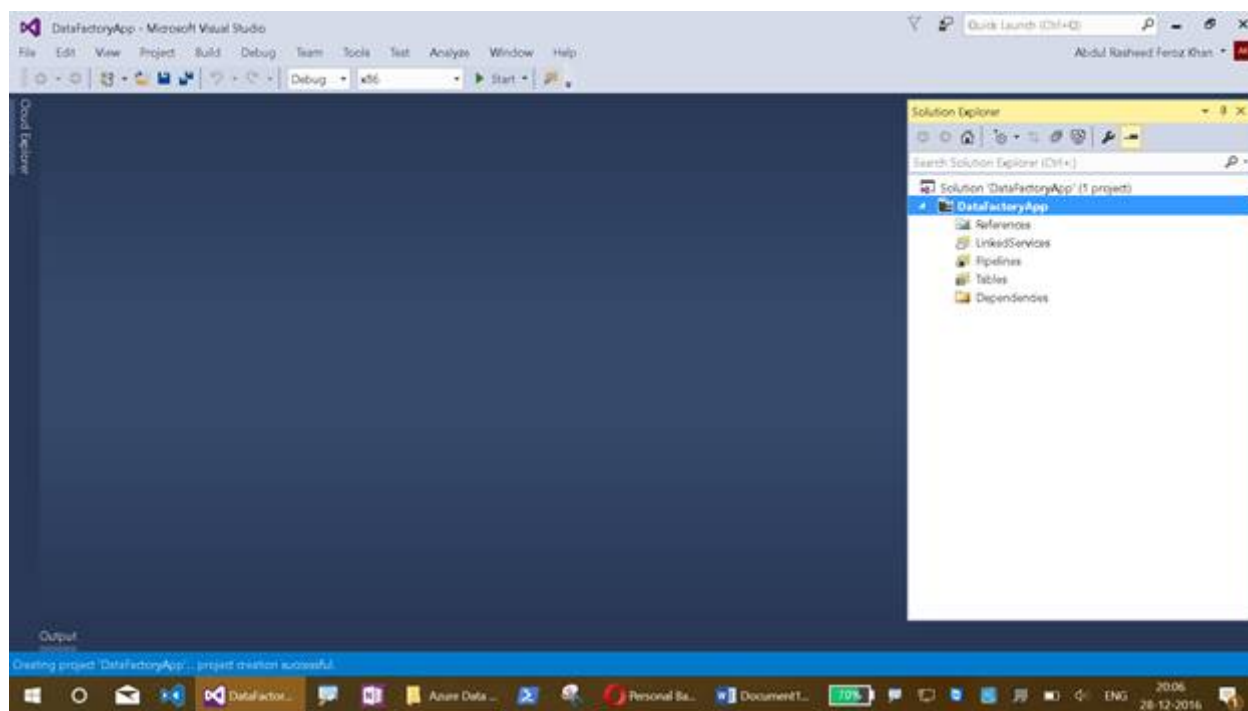 DataFactoryApp - Microsoft Visual Studio
Quick Launch (Ctrl+Q)
File Edit View Project Build Debug Team Tools Test Analyze Window Help
Abdul Rasheed Feroz Khan
Debug x86 Start
Cloud Explorer
Solution Explorer
Search Solution Explorer (Ctrl+;)
Solution 'DataFactoryApp' (1 project)
DataFactoryApp
References
LinkedServices
Pipelines
Tables
Dependencies
Output
Creating project 'DataFactoryApp'... project creation successful.
DataFactor... Azure Data ... Personal Ba... Document1... 70% ENG
20:06
28-12-2016